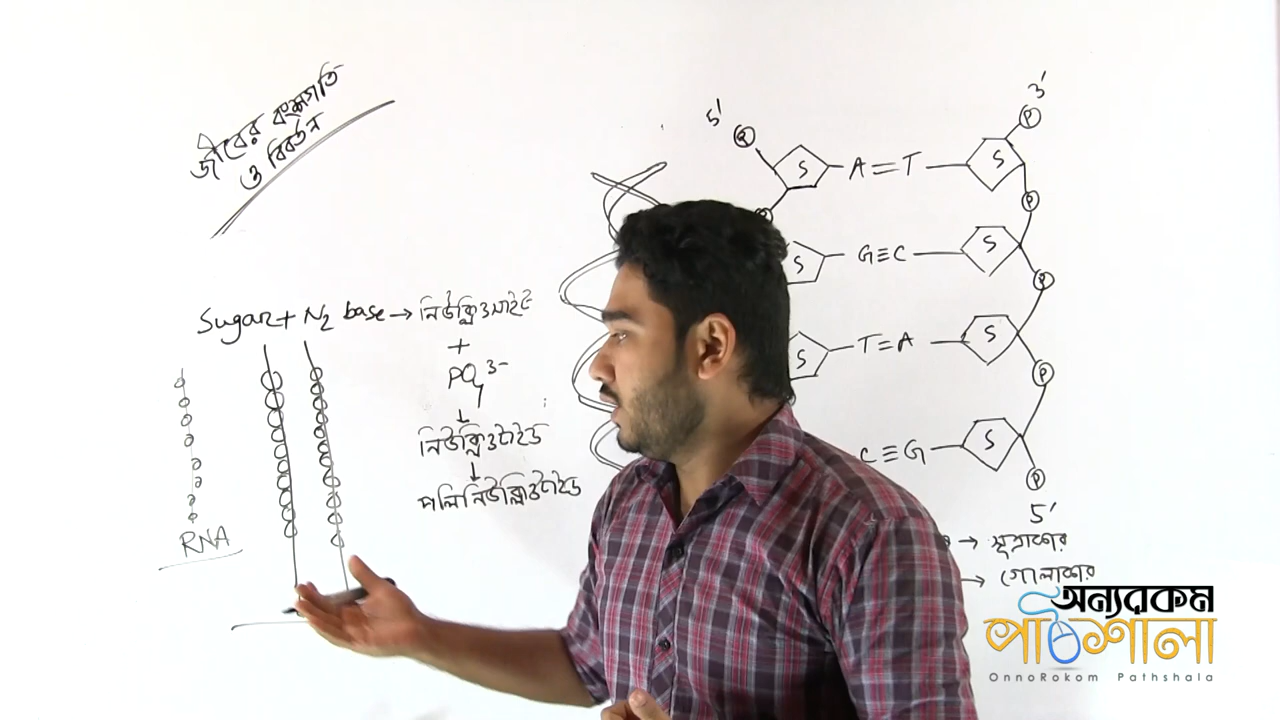 জীবের বংশগতি
ও বিবর্তন
Sugar + N2 base → নিউক্লিওসাইট
+
PO4 3-
↓
নিউক্লিওটাইড
↓
পলিনিউক্লিওটাইড
RNA
5' 3'
P P
S A = T S
P P
S G ≡ C S
P
S T = A S
P
C ≡ G S
P
5'
→ সূত্রাকার
→ গোলাকার
অন্যরকম
পাঠশালা
OnnoRokom Pathshala